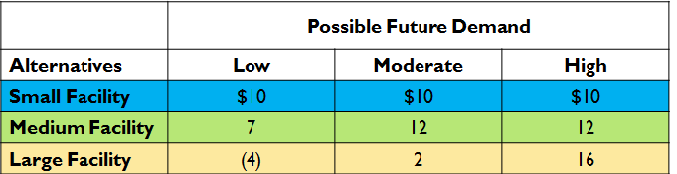 Possible Future Demand
Alternatives Low Moderate High
Small Facility $ 0 $10 $10
Medium Facility 7 12 12
Large Facility (4) 2 16